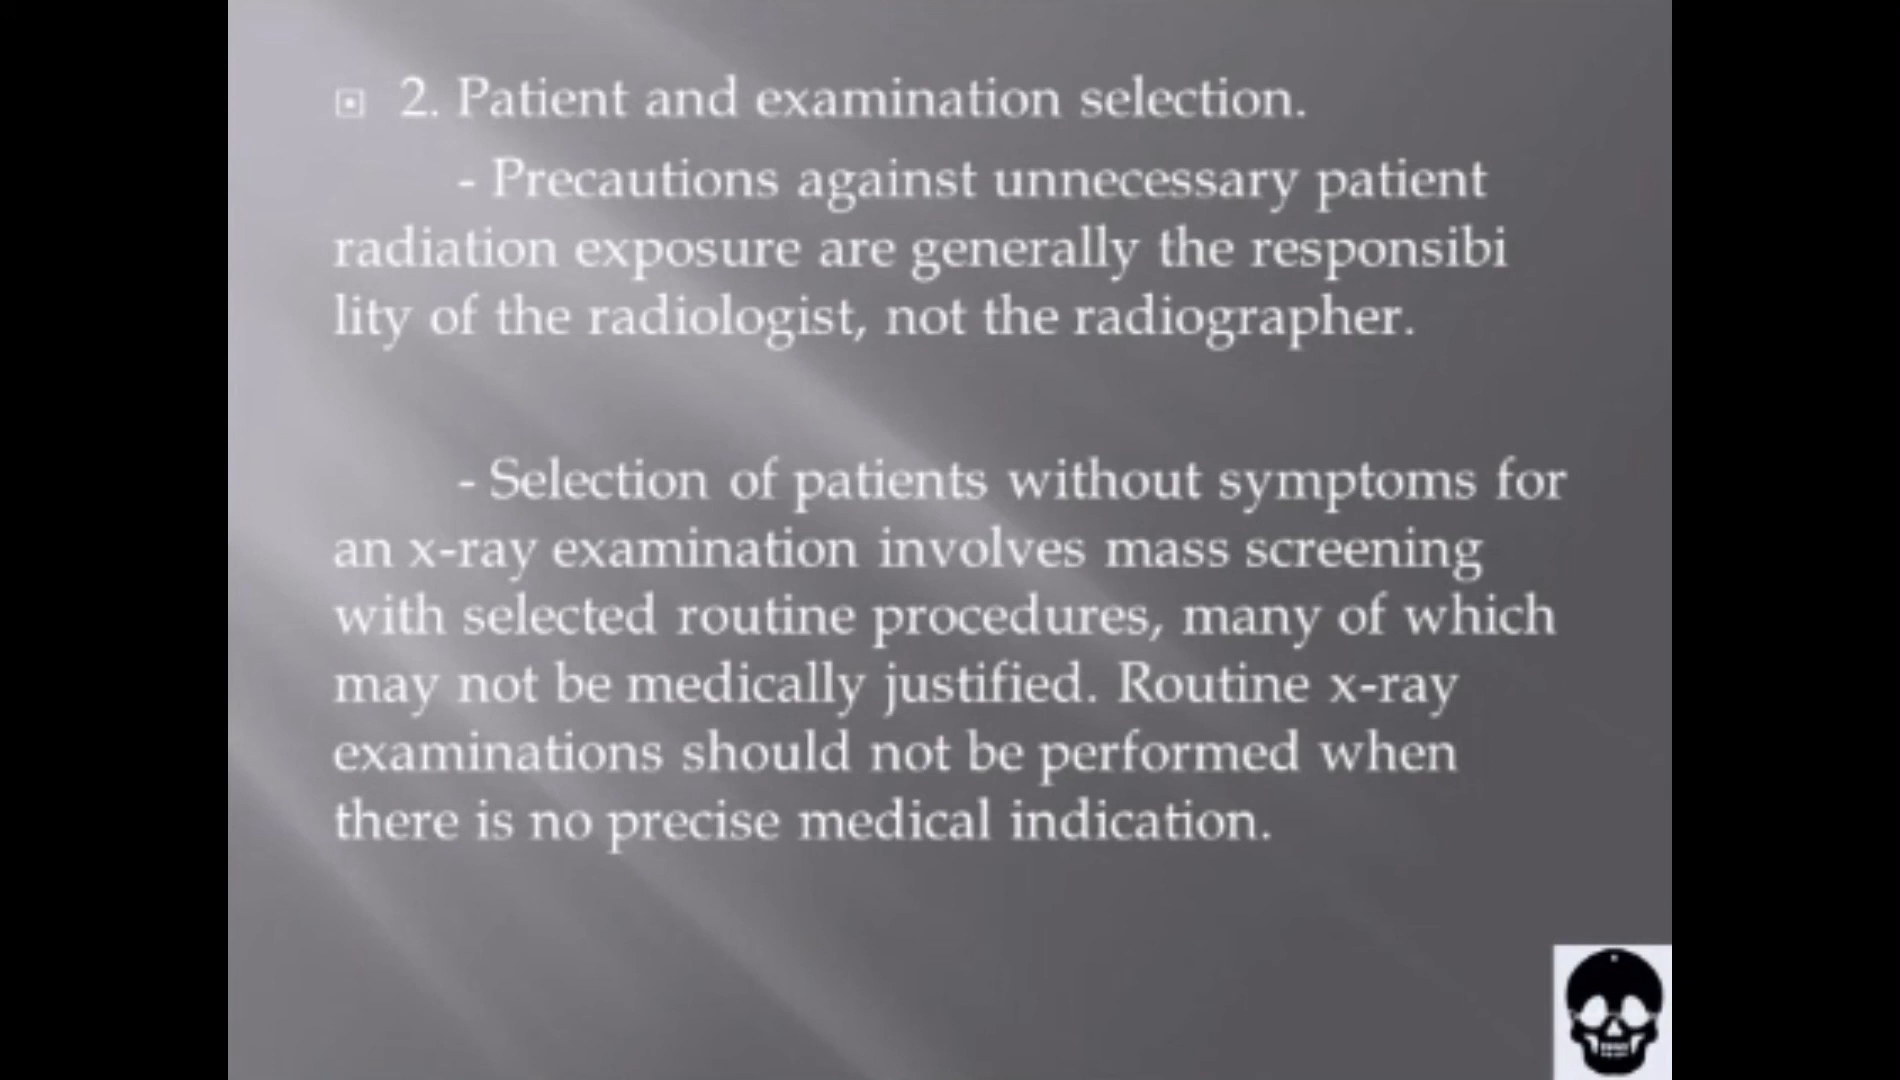 2. Patient and examination selection.
- Precautions against unnecessary patient
radiation exposure are generally the responsibi
lity of the radiologist, not the radiographer.
- Selection of patients without symptoms for
an x-ray examination involves mass screening
with selected routine procedures, many of which
may not be medically justified. Routine x-ray
examinations should not be performed when
there is no precise medical indication.